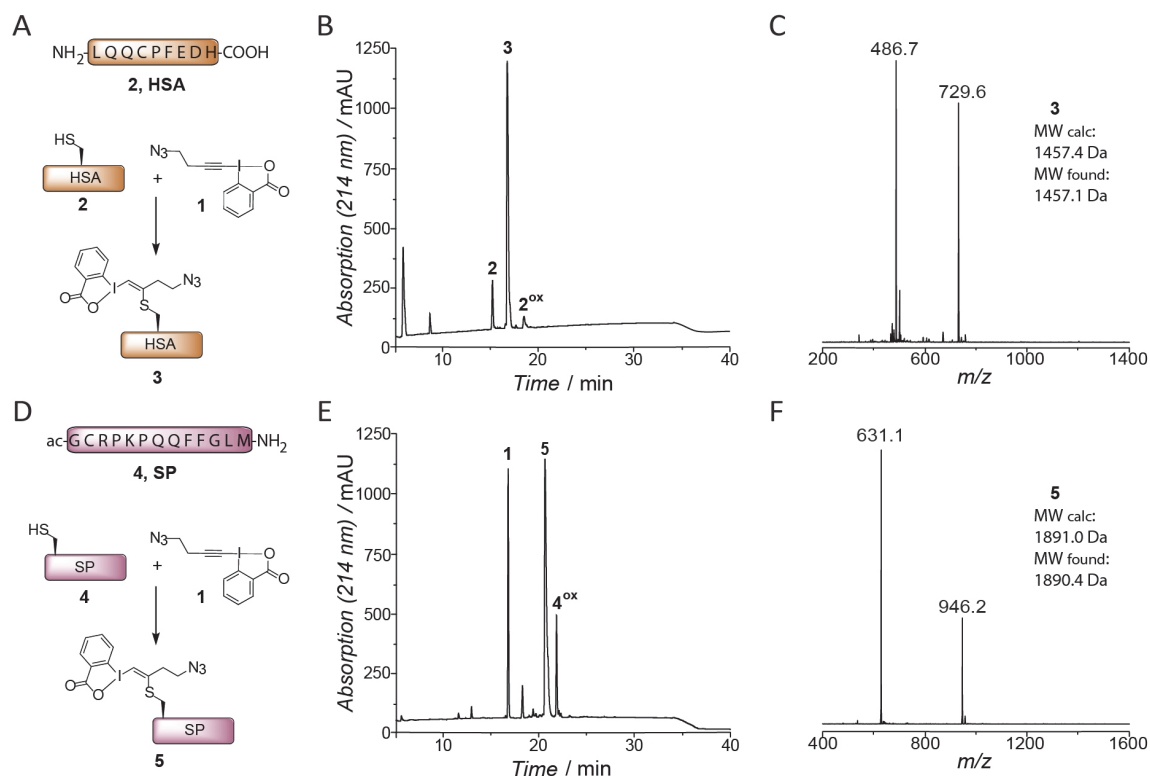 A
NH2-LQQCPFEDH-COOH
2, HSA
HS
HSA
2
+
N3
I
O
O
1
I
O
O
S
N3
HSA
3
B
Absorption (214 nm) / mAU
1250
1000
750
500
250
0
3
2
2ox
10
20
30
40
Time / min
C
486.7
729.6
3
MW calc:
1457.4 Da
MW found:
1457.1 Da
200
600
1000
1400
m/z
D
ac-GCRPKPQQFFGLM-NH2
4, SP
HS
SP
4
+
N3
I
O
O
1
I
O
O
S
N3
SP
5
E
Absorption (214 nm) / mAU
1250
1000
750
500
250
0
1
5
4ox
10
20
30
40
Time / min
F
631.1
946.2
5
MW calc:
1891.0 Da
MW found:
1890.4 Da
400
800
1200
1600
m/z